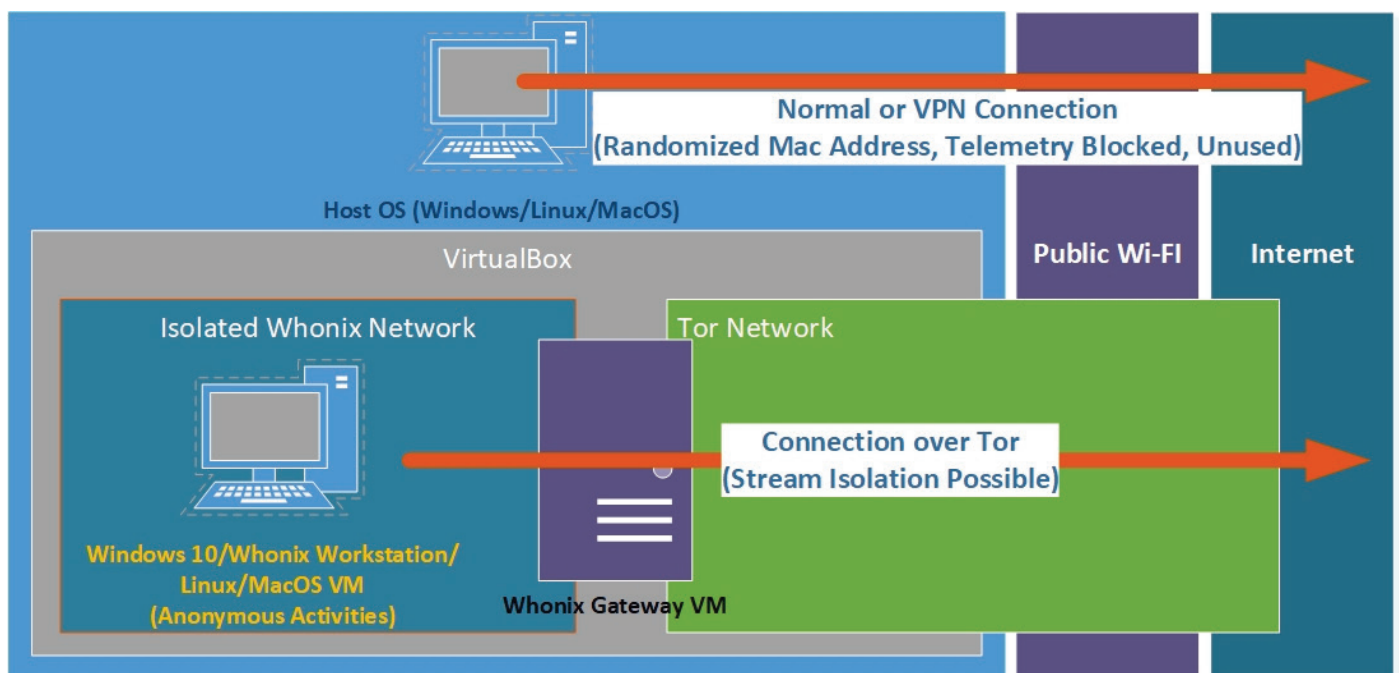 Normal or VPN Connection
(Randomized Mac Address, Telemetry Blocked, Unused)
Host OS (Windows/Linux/MacOS)
VirtualBox
Public Wi-FI
Internet
Isolated Whonix Network
Tor Network
Connection over Tor
(Stream Isolation Possible)
Windows 10/Whonix Workstation/
Linux/MacOS VM
(Anonymous Activities)
Whonix Gateway VM